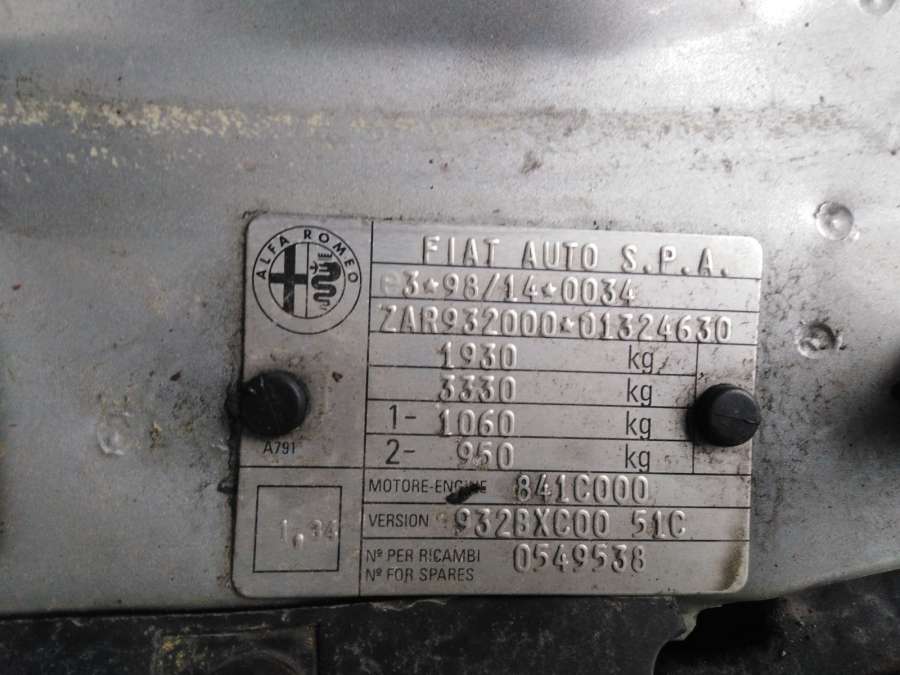 ALFA ROMEO
FIAT AUTO S.P.A.
e3*98/14*0034
ZAR932000*01324630
1930 kg
3330 kg
1- 1060 kg
2- 950 kg
A791
MOTORE-ENGINE 841C000
VERSION 932BXC00 51C
1,34
Nº PER RICAMBI 0549538
Nº FOR SPARES